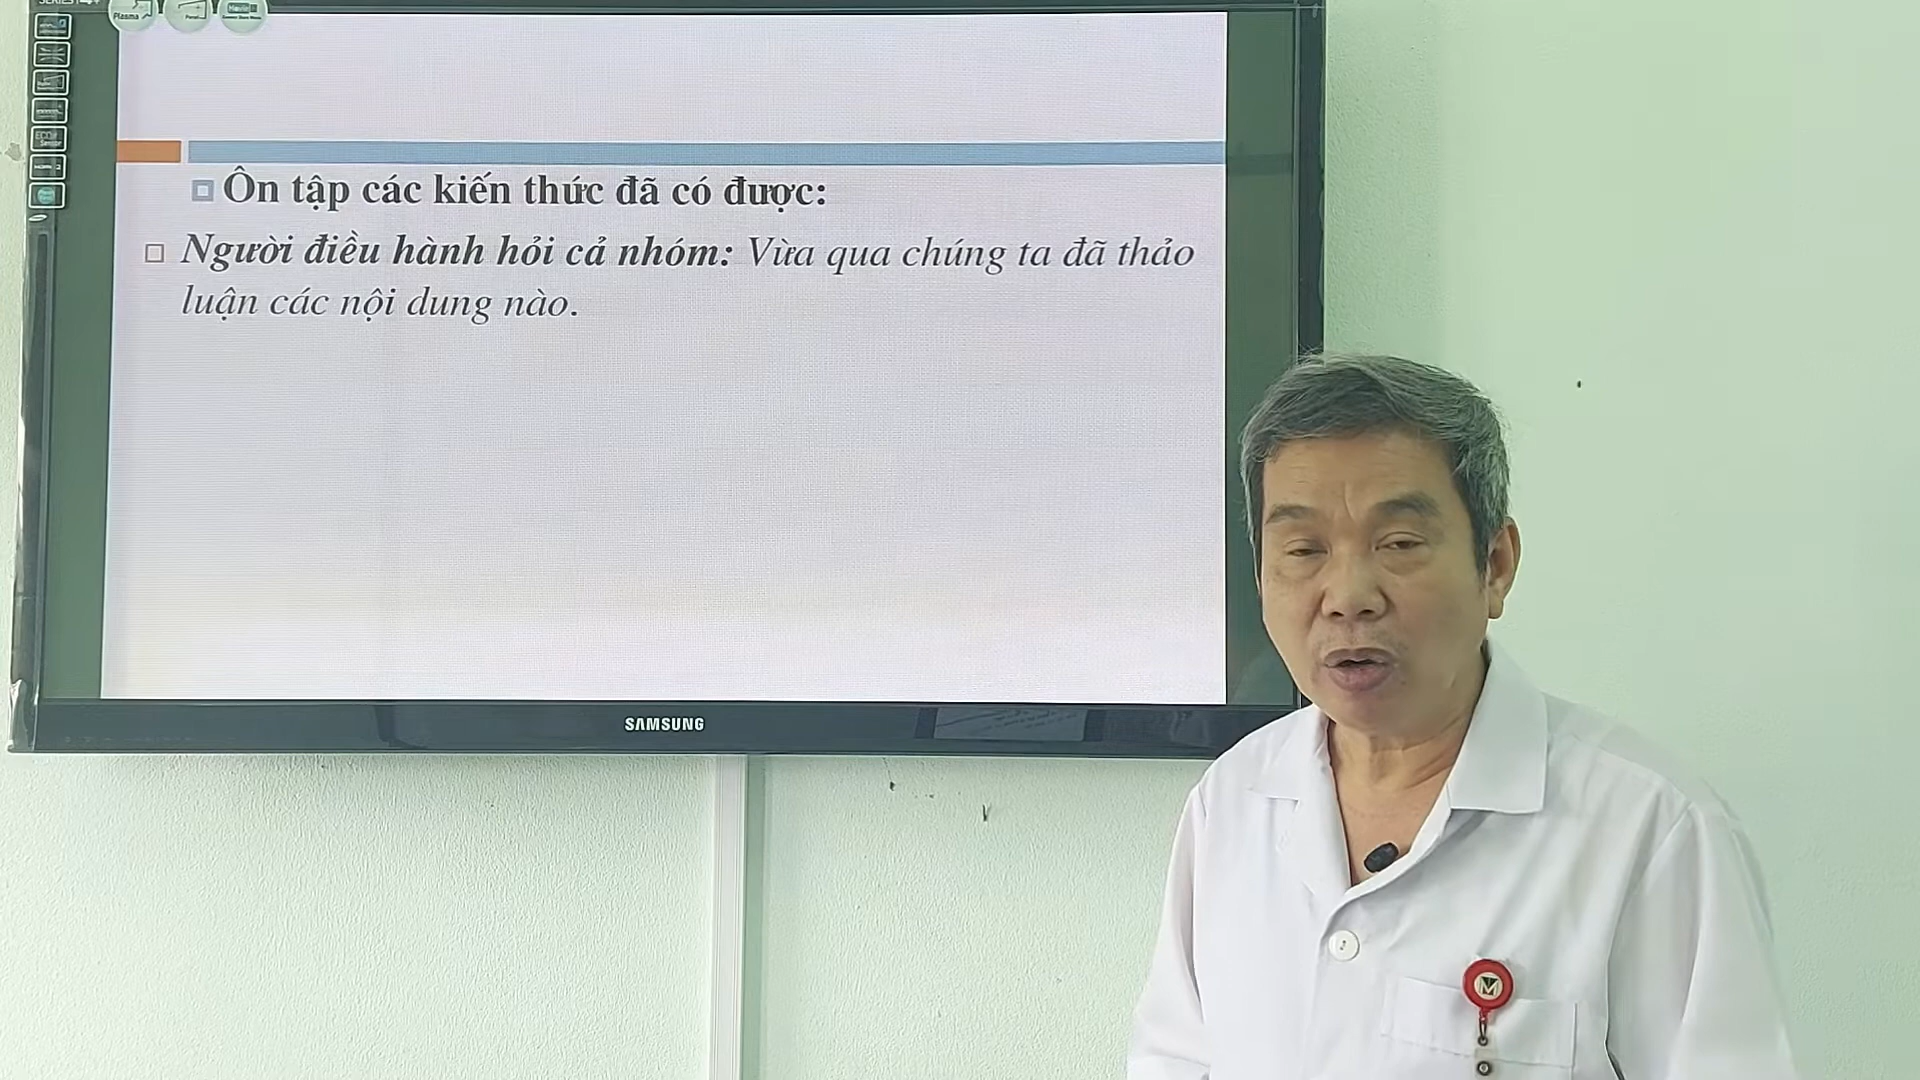 Plasma
Ôn tập các kiến thức đã có được:
Người điều hành hỏi cả nhóm: Vừa qua chúng ta đã thảo
luận các nội dung nào.
SAMSUNG